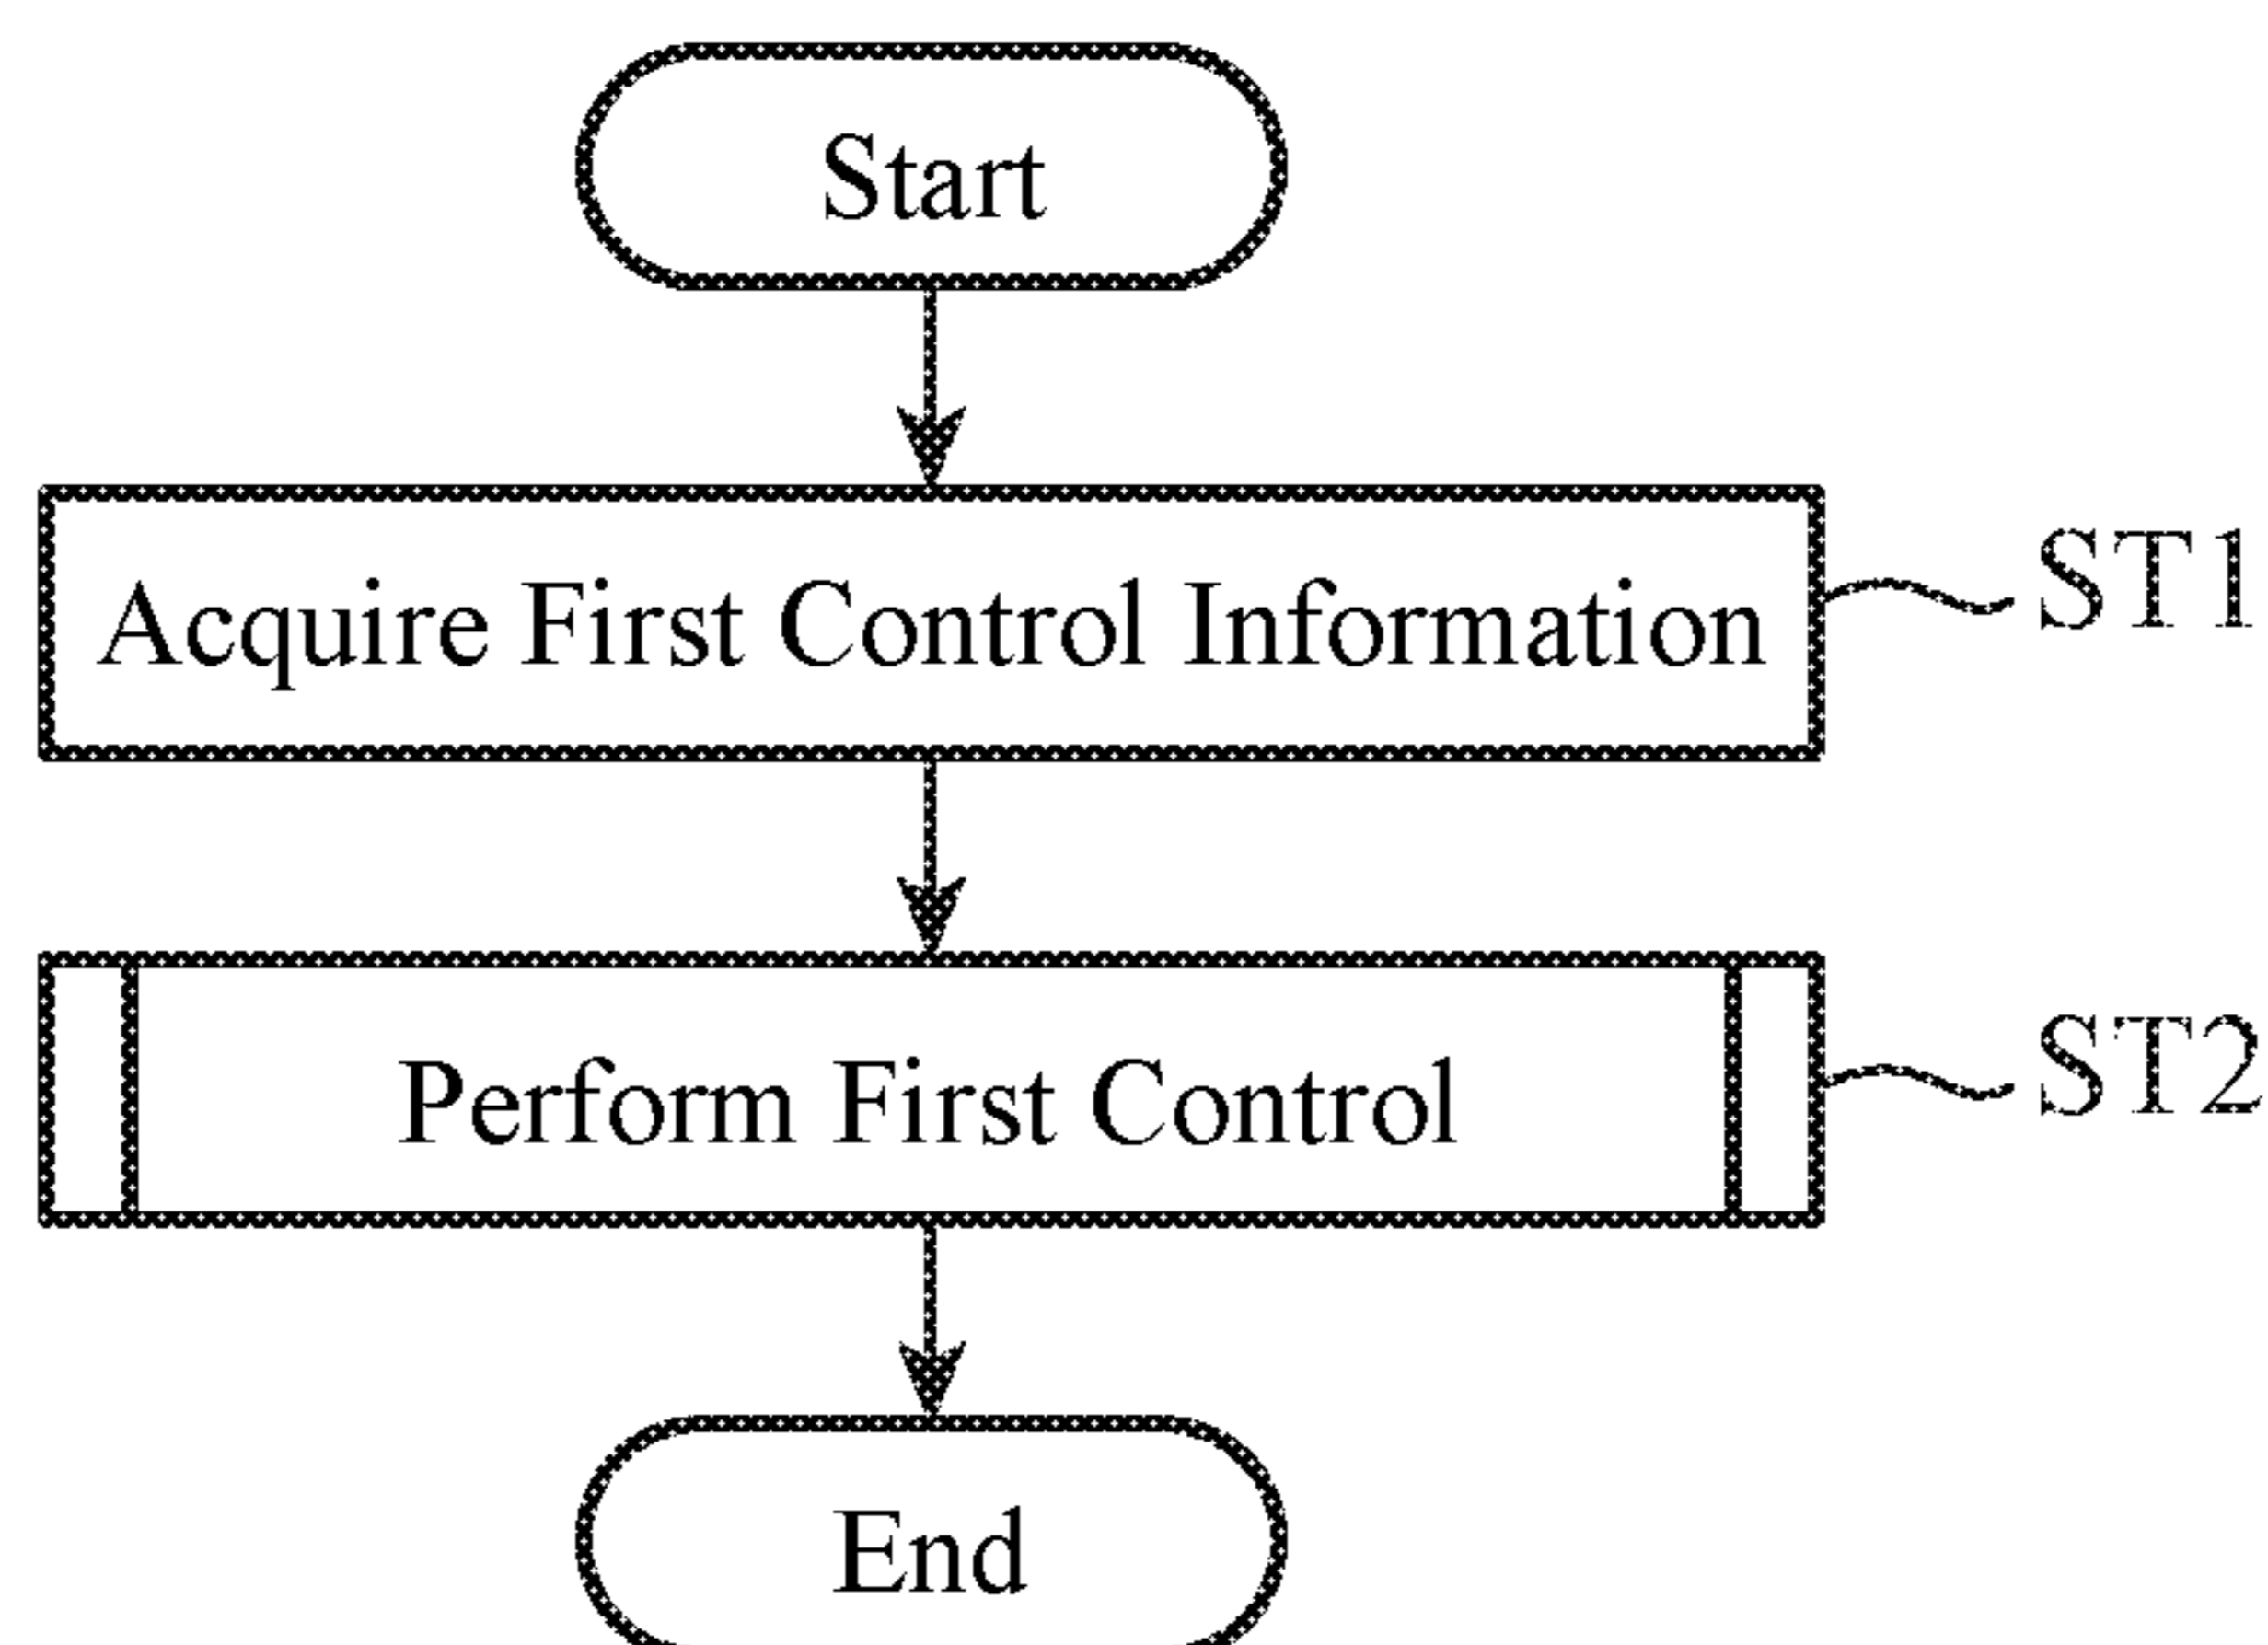 Start
Acquire First Control Information
ST1
Perform First Control
ST2
End